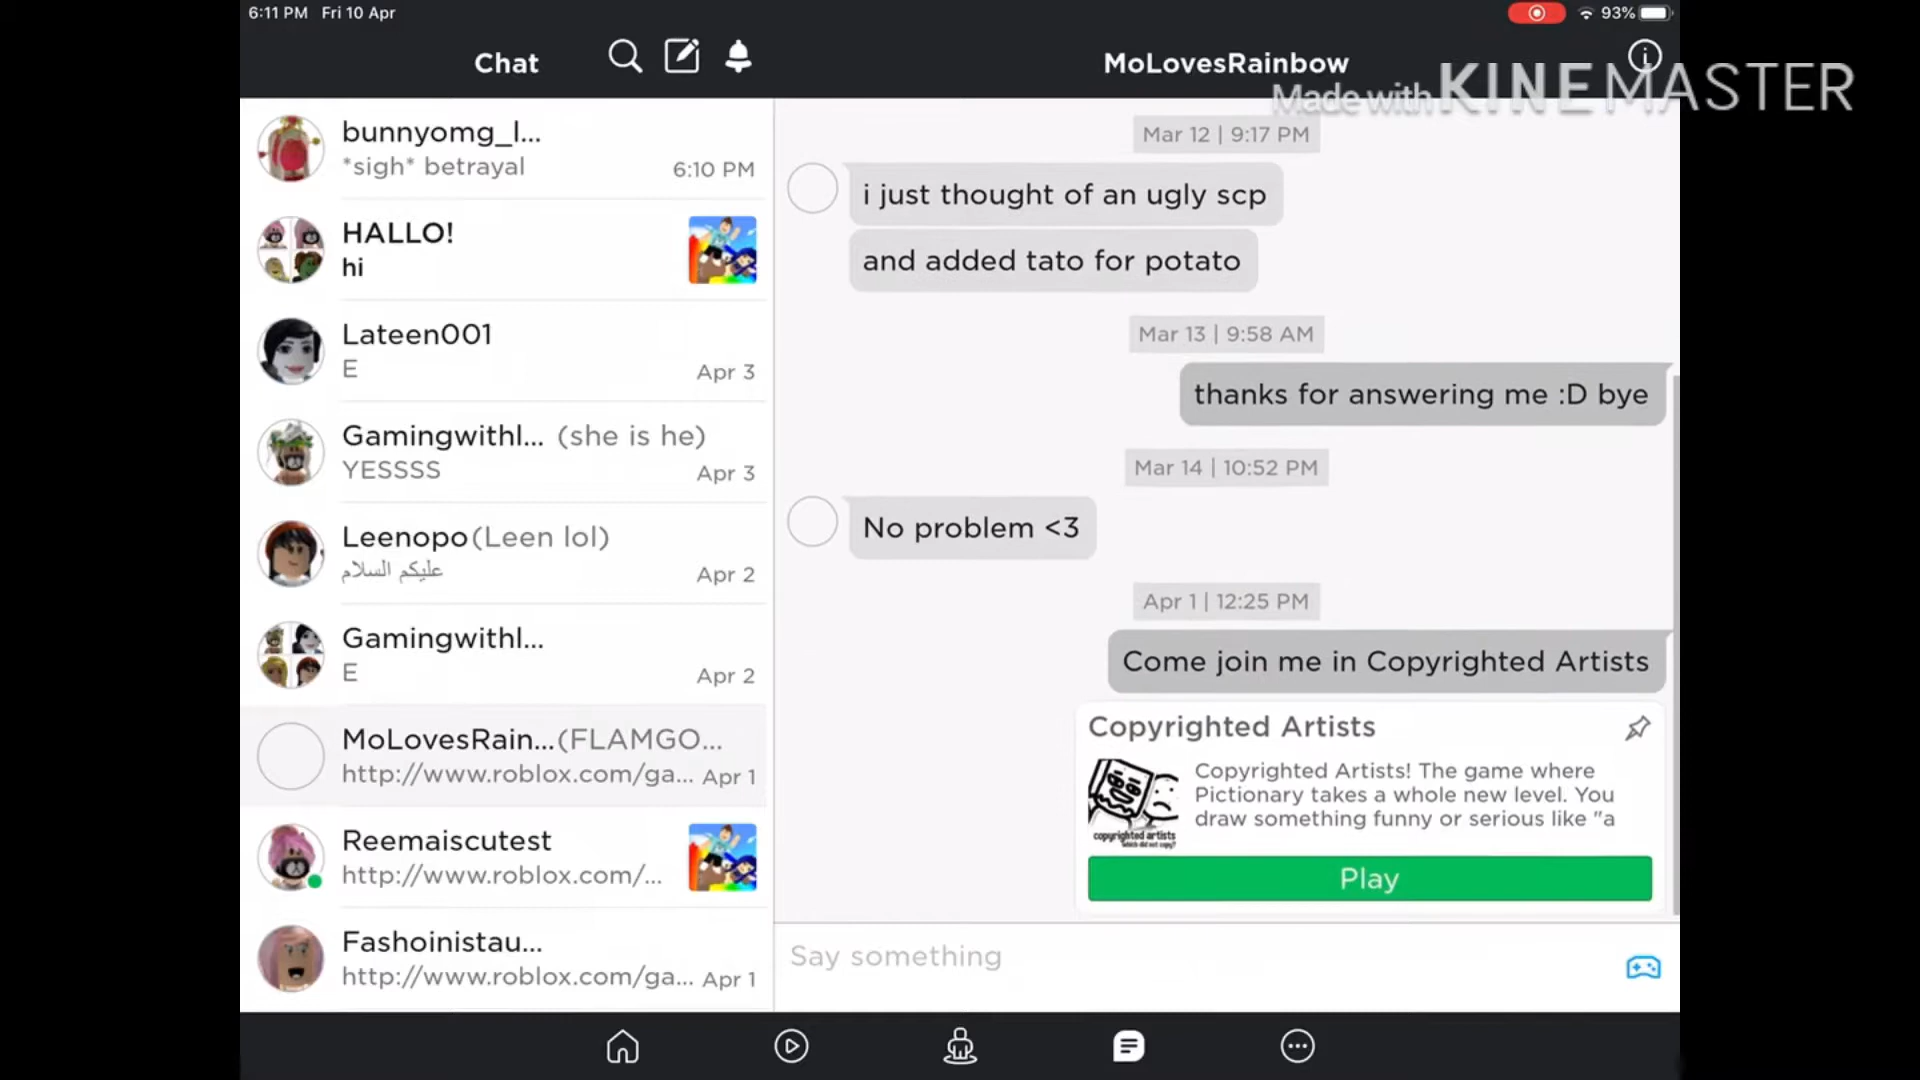 6:11 PM Fri 10 Apr
93%
Chat
MoLovesRainbow
Made with KINEMASTER
bunnyomg_l...
*sigh* betrayal
6:10 PM
HALLO!
hi
Lateen001
E
Apr 3
Gamingwithl... (she is he)
YESSSS
Apr 3
Leenopo(Leen lol)
عليكم السلام
Apr 2
Gamingwithl...
E
Apr 2
MoLovesRain...(FLAMGO...
http://www.roblox.com/ga... Apr 1
Reemaiscutest
http://www.roblox.com/...
Fashoinistau...
http://www.roblox.com/ga... Apr 1
Mar 12 | 9:17 PM
i just thought of an ugly scp
and added tato for potato
Mar 13 | 9:58 AM
thanks for answering me :D bye
Mar 14 | 10:52 PM
No problem <3
Apr 1 | 12:25 PM
Come join me in Copyrighted Artists
Copyrighted Artists
Copyrighted Artists! The game where
Pictionary takes a whole new level. You
draw something funny or serious like "a
copyrighted artists
which did not copy?
Play
Say something